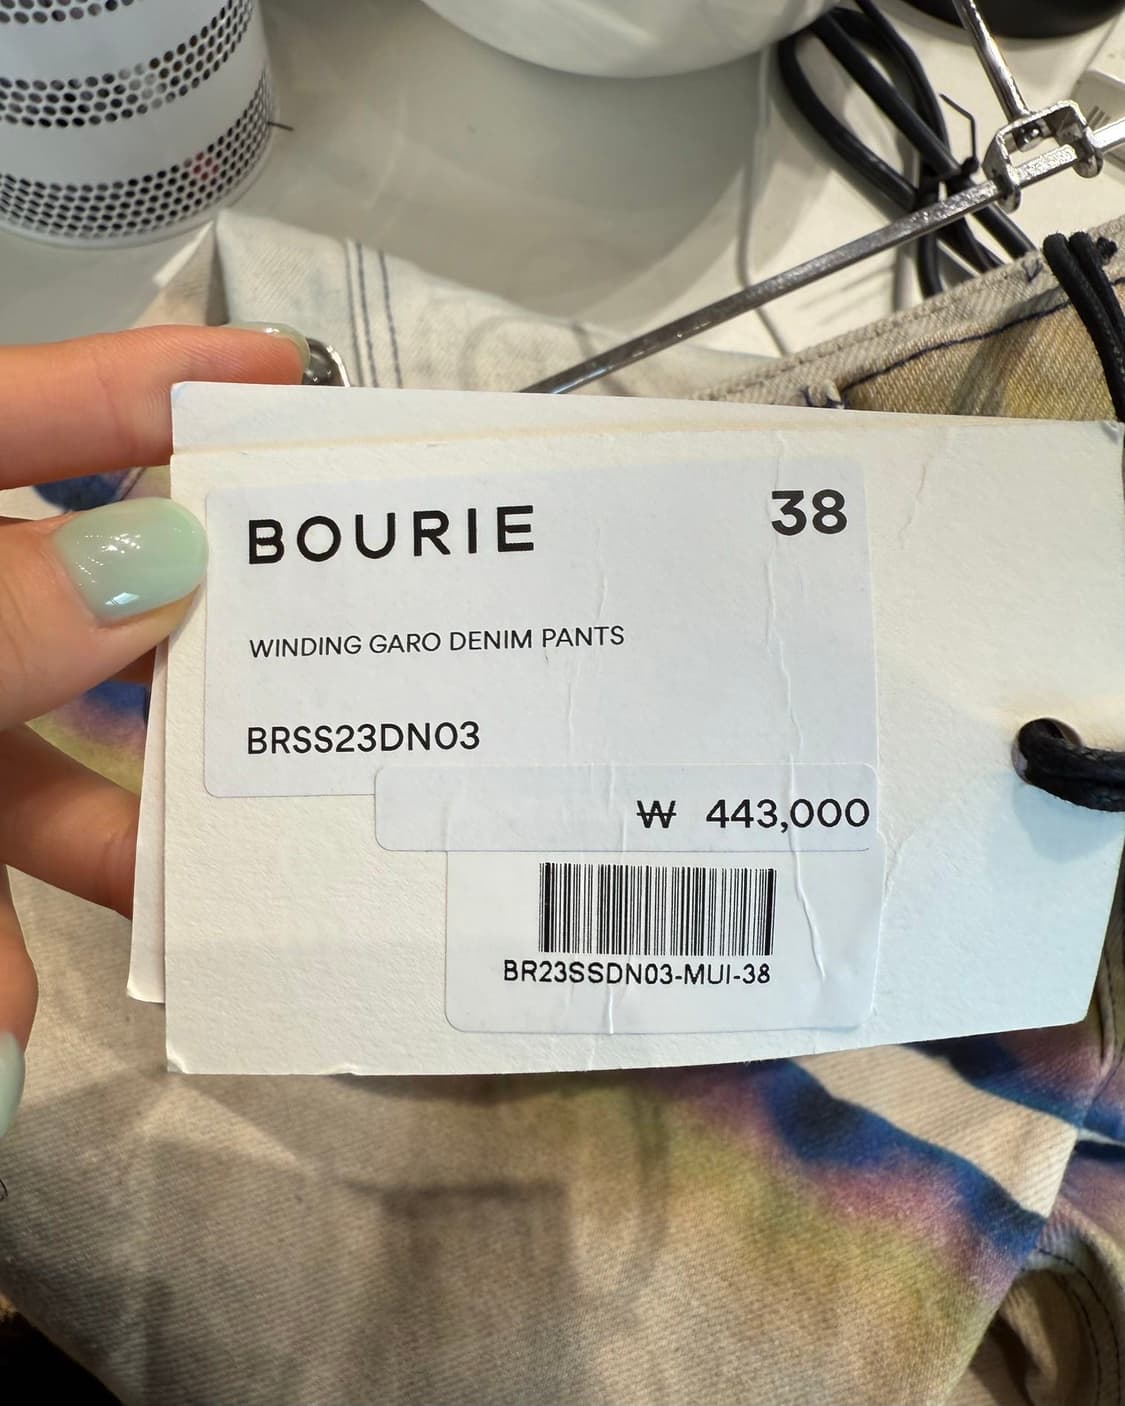 BOURIE 38
WINDING GARO DENIM PANTS
BRSS23DN03
₩ 443,000
BR23SSDN03-MUI-38